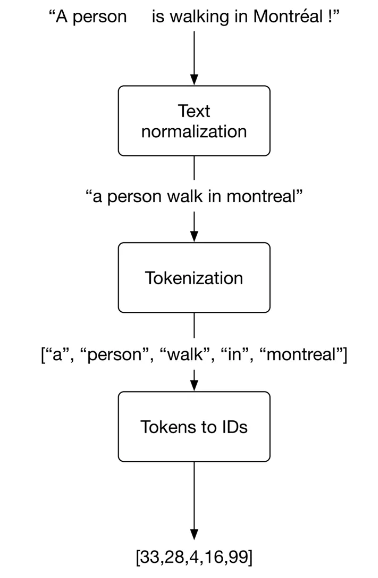 “A person     is walking in Montréal !”
Text
normalization
“a person walk in montreal”
Tokenization
[“a”, “person”, “walk”, “in”, “montreal”]
Tokens to IDs
[33,28,4,16,99]